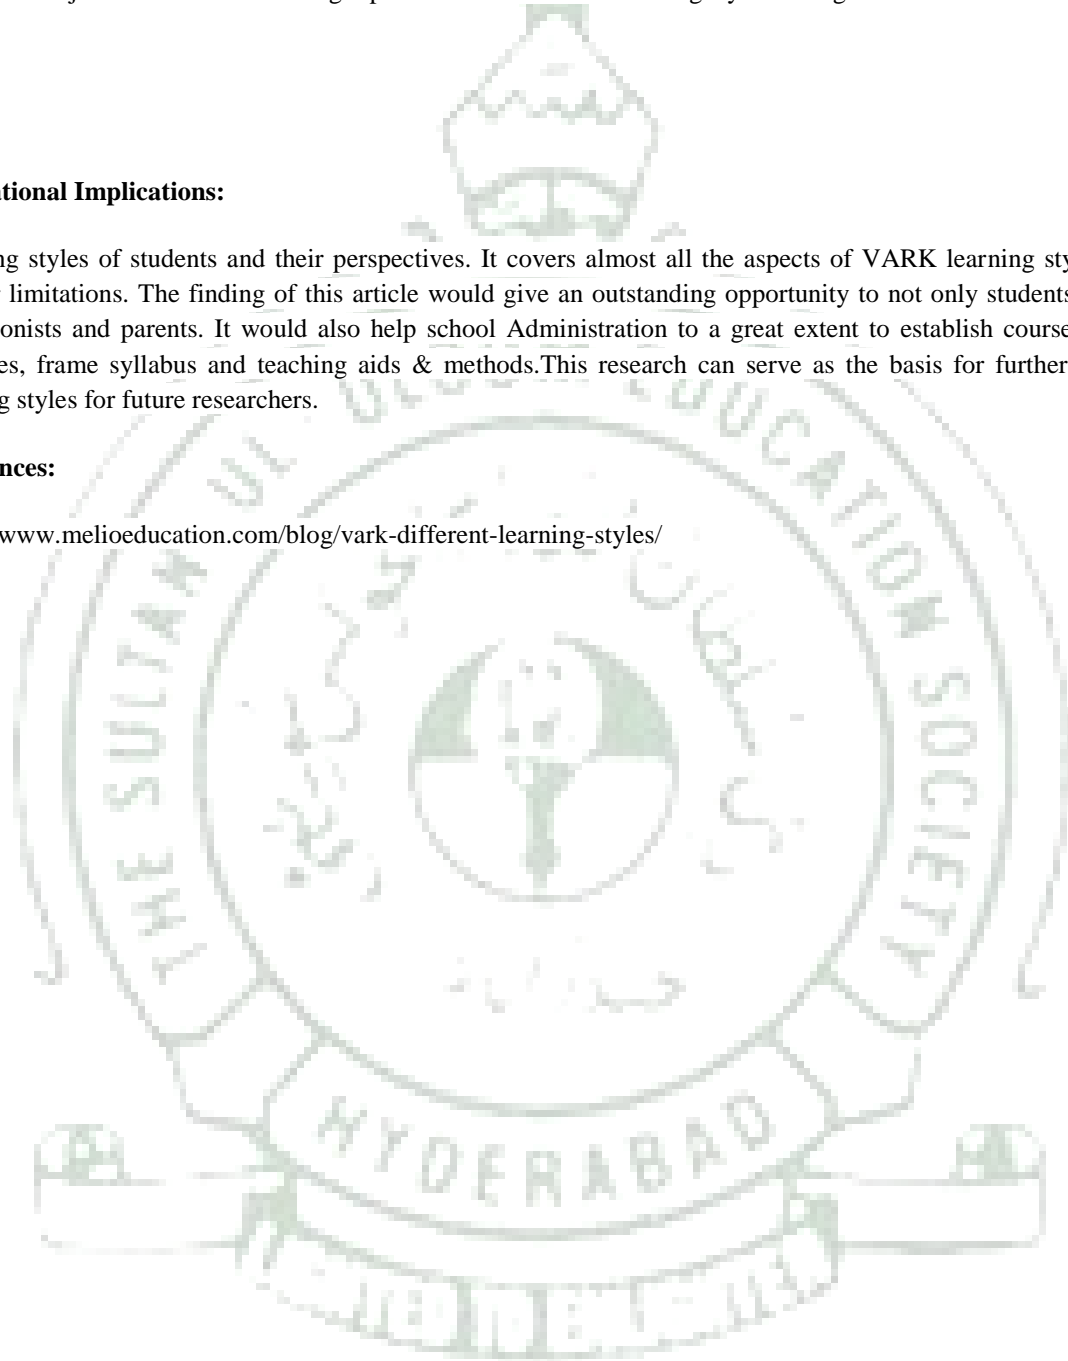 tional Implications:
ng styles of students and their perspectives. It covers almost all the aspects of VARK learning sty
limitations. The finding of this article would give an outstanding opportunity to not only students
onists and parents. It would also help school Administration to a great extent to establish course
es, frame syllabus and teaching aids & methods.This research can serve as the basis for further
g styles for future researchers.
nces:
www.melioeducation.com/blog/vark-different-learning-styles/
THE SULTAN UL ULOOM EDUCATION SOCIETY
HYDERABAD